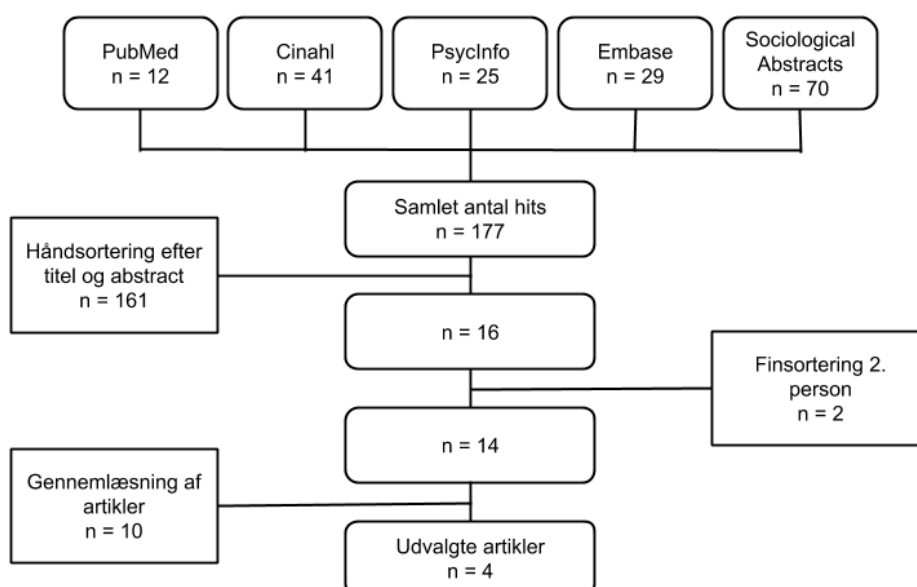 PubMed
n = 12
Cinahl
n = 41
PsycInfo
n = 25
Embase
n = 29
Sociological
Abstracts
n = 70
Samlet antal hits
n = 177
Håndsortering efter
titel og abstract
n = 161
n = 16
Finsortering 2.
person
n = 2
n = 14
Gennemlæsning af
artikler
n = 10
Udvalgte artikler
n = 4